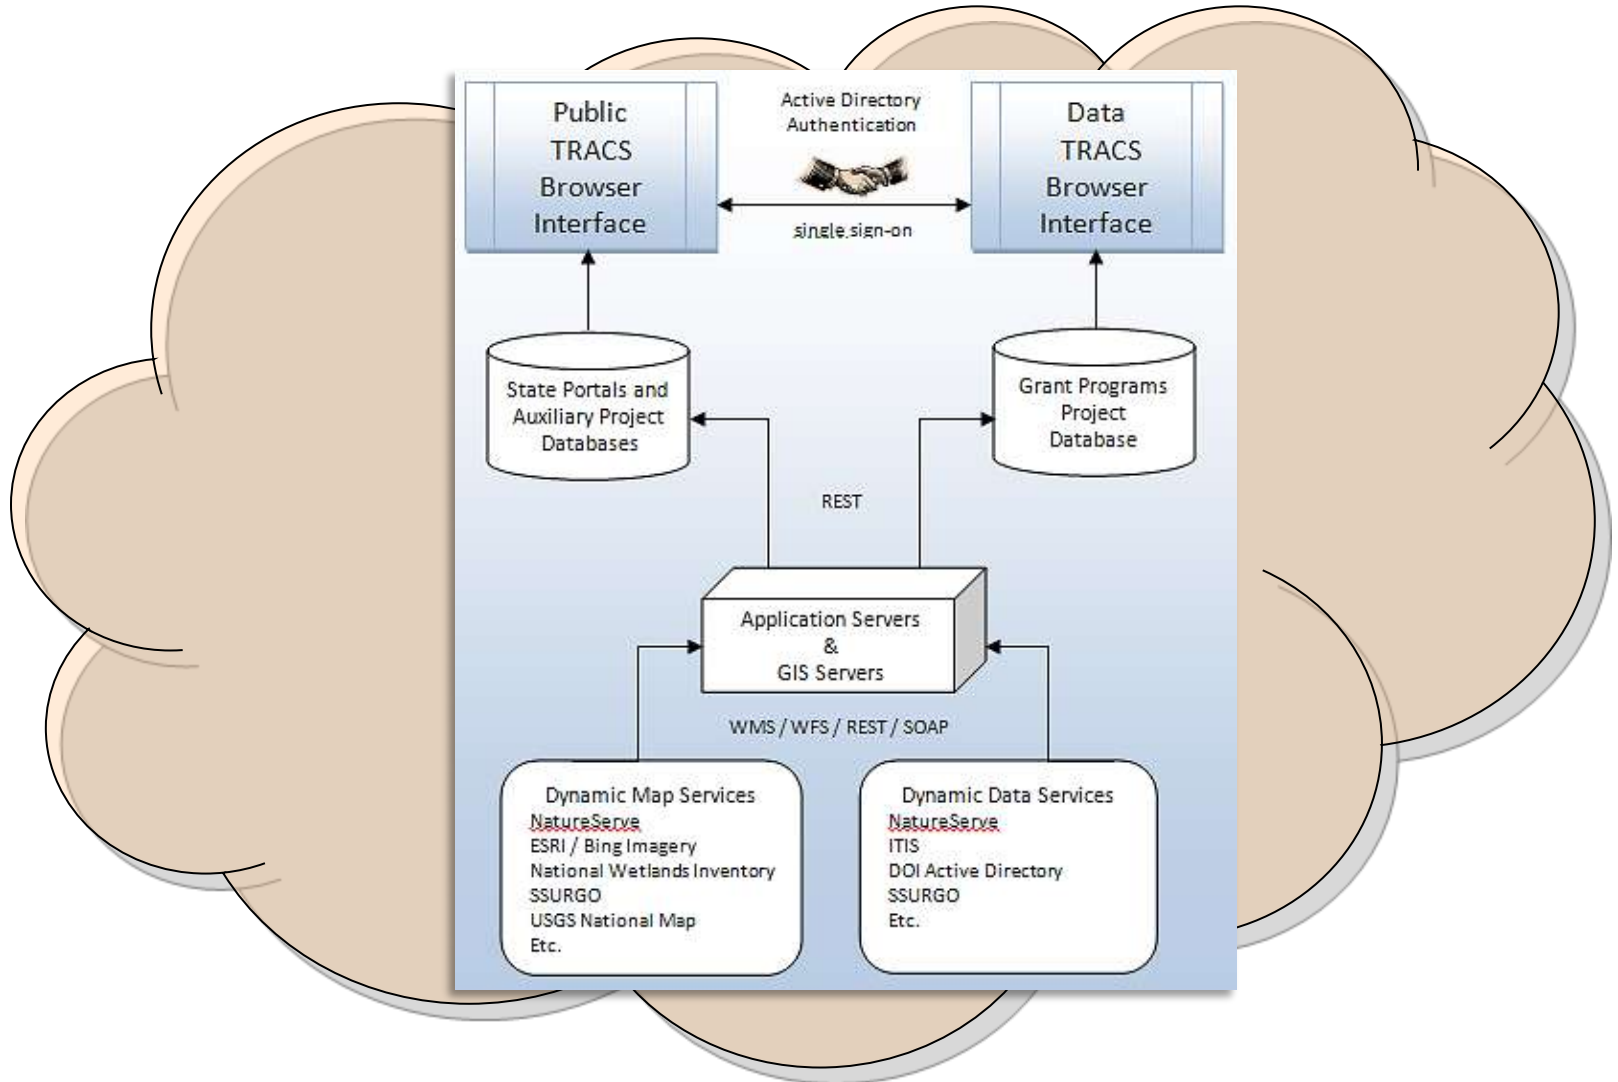 Public
TRACS
Browser
Interface
Active Directory
Authentication
single sign-on
Data
TRACS
Browser
Interface
State Portals and
Auxiliary Project
Databases
Grant Programs
Project
Database
REST
Application Servers
&
GIS Servers
WMS / WFS / REST / SOAP
Dynamic Map Services
NatureServe
ESRI / Bing Imagery
National Wetlands Inventory
SSURGO
USGS National Map
Etc.
Dynamic Data Services
NatureServe
ITIS
DOI Active Directory
SSURGO
Etc.